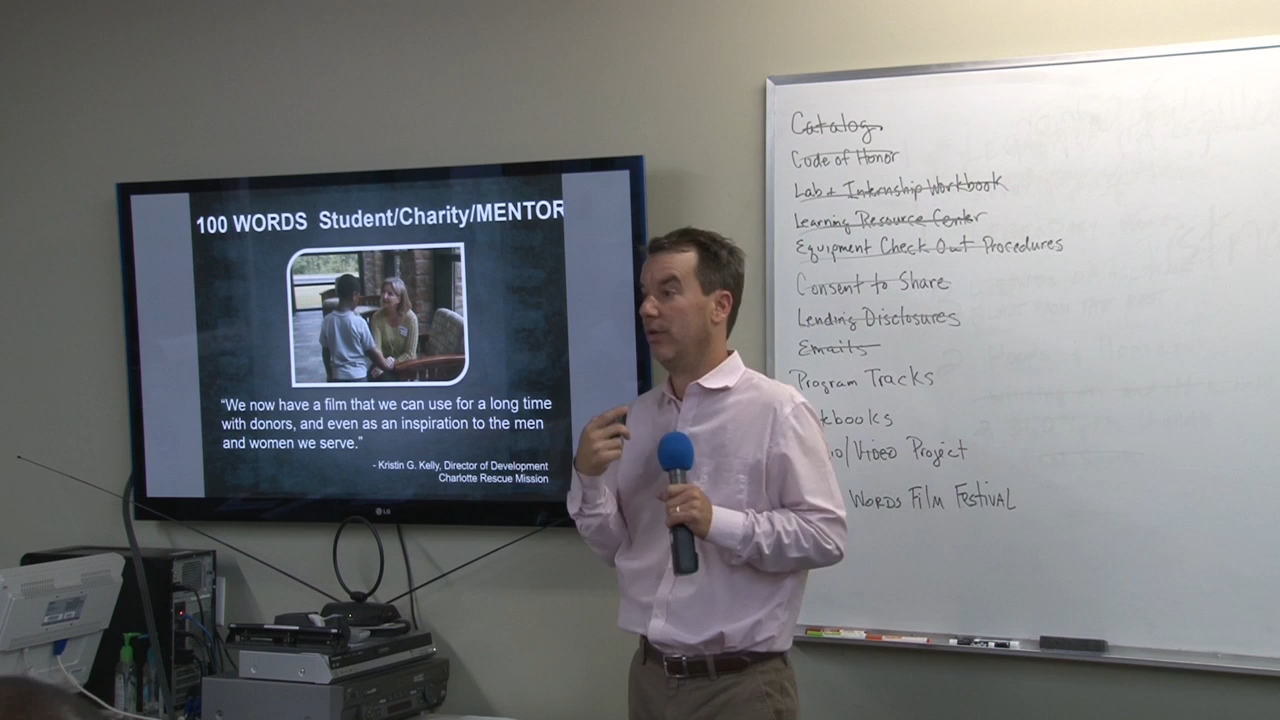 100 WORDS Student/Charity/MENTOR
“We now have a film that we can use for a long time
with donors, and even as an inspiration to the men
and women we serve.”
- Kristin G. Kelly, Director of Development
Charlotte Rescue Mission
LG
Catalog
Code of Honor
Lab + Internship Workbook
Learning Resource Center
Equipment Check Out Procedures
Consent to Share
Lending Disclosures
Emails
Program Tracks
kbooks
io/Video Project
Words Film Festival